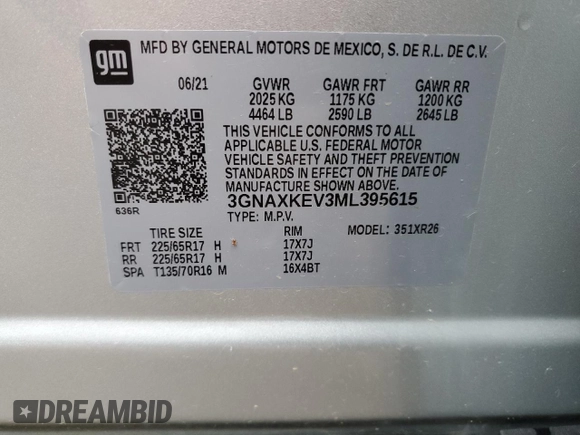 gm
MFD BY GENERAL MOTORS DE MEXICO, S. DE R.L. DE C.V.
06/21 GVWR GAWR FRT GAWR RR
2025 KG 1175 KG 1200 KG
4464 LB 2590 LB 2645 LB
THIS VEHICLE CONFORMS TO ALL
APPLICABLE U.S. FEDERAL MOTOR
VEHICLE SAFETY AND THEFT PREVENTION
STANDARDS IN EFFECT ON THE DATE OF
MANUFACTURE SHOWN ABOVE.
3GNAXKEV3ML395615
636R TYPE: M.P.V.
TIRE SIZE RIM MODEL: 351XR26
FRT 225/65R17 H 17X7J
RR 225/65R17 H 17X7J
SPA T135/70R16 M 16X4BT
DREAMBID